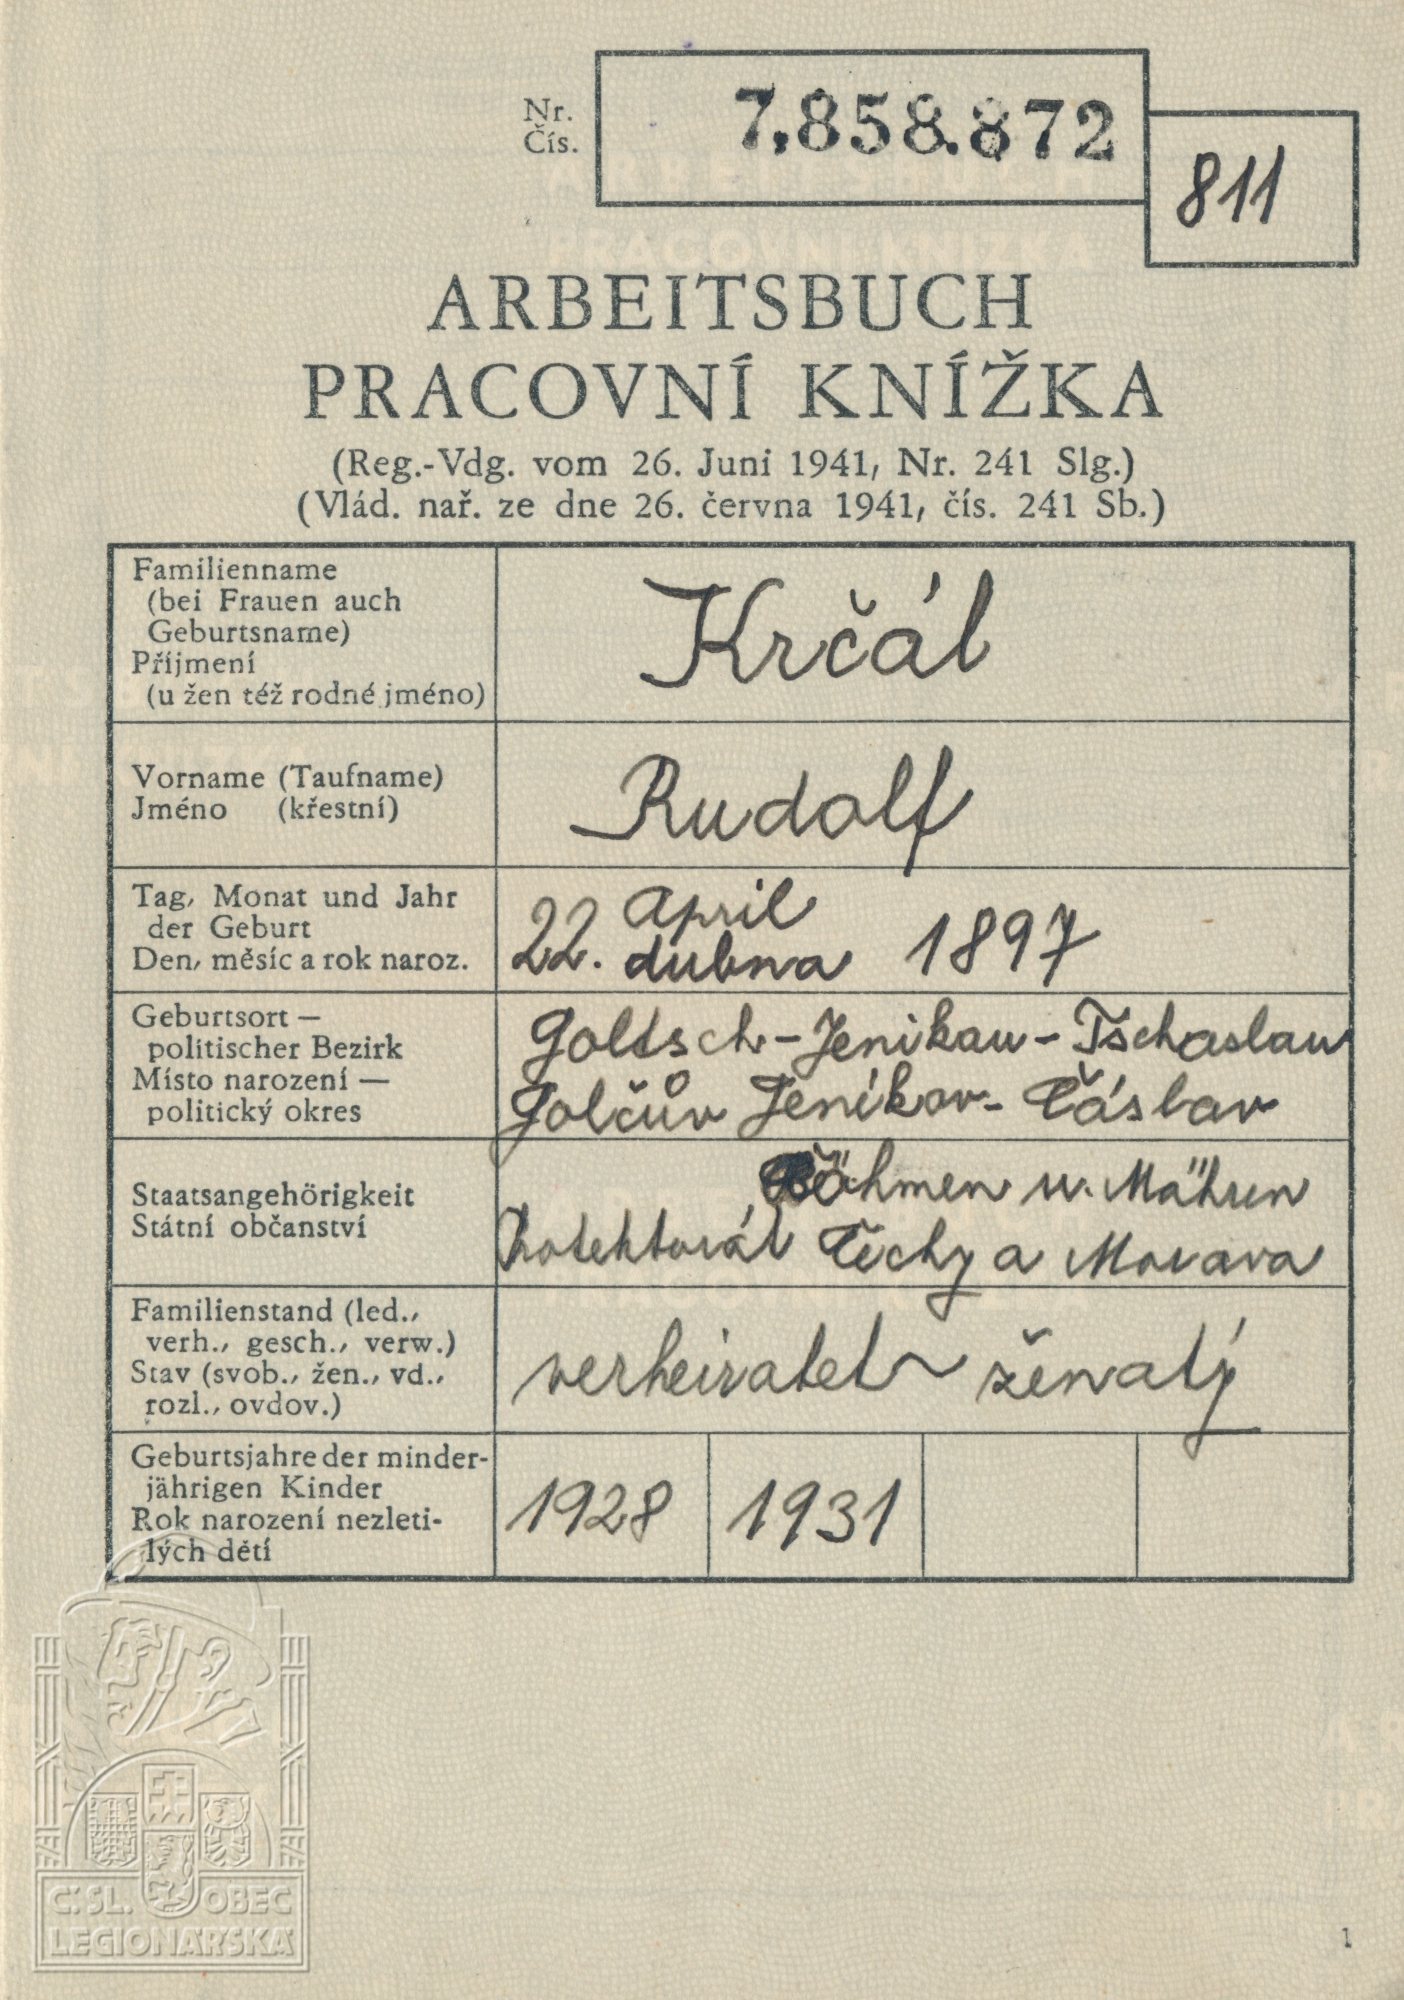 Nr.
Čís.
7,858.872
811
ARBEITSBUCH
PRACOVNÍ KNÍŽKA
(Reg.-Vdg. vom 26. Juni 1941, Nr. 241 Slg.)
(Vlád. nař. ze dne 26. června 1941, čís. 241 Sb.)
Familienname
(bei Frauen auch
Geburtsname)
Příjmení
(u žen též rodné jméno)
Krčál
Vorname (Taufname)
Jméno (křestní)
Rudolf
Tag, Monat und Jahr
der Geburt
Den, měsíc a rok naroz.
22. April
dubna 1897
Geburtsort —
politischer Bezirk
Místo narození —
politický okres
Goltsch-Jenikau - Tschaslau
Golčův Jeníkov - Čáslav
Staatsangehörigkeit
Státní občanství
Böhmen u. Mähren
Protektorát Čechy a Morava
Familienstand (led.,
verh., gesch., verw.)
Stav (svob., žen., vd.,
rozl., ovdov.)
verheiratet ~ ženatý
Geburtsjahre der minder-
jährigen Kinder
Rok narození nezleti-
lých dětí
1928 1931
Č.SL. OBEC
LEGIONÁŘSKÁ
1